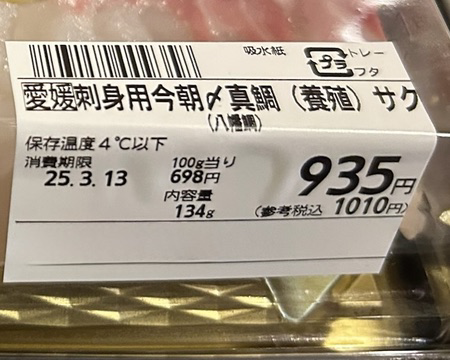 吸水紙
プラ
トレー
フタ
愛媛刺身用今朝〆真鯛(養殖)サク
(八幡鯛)
保存温度4℃以下
消費期限
25.3.13
100g当り
698円
内容量
134g
935円
(参考税込 1010円)